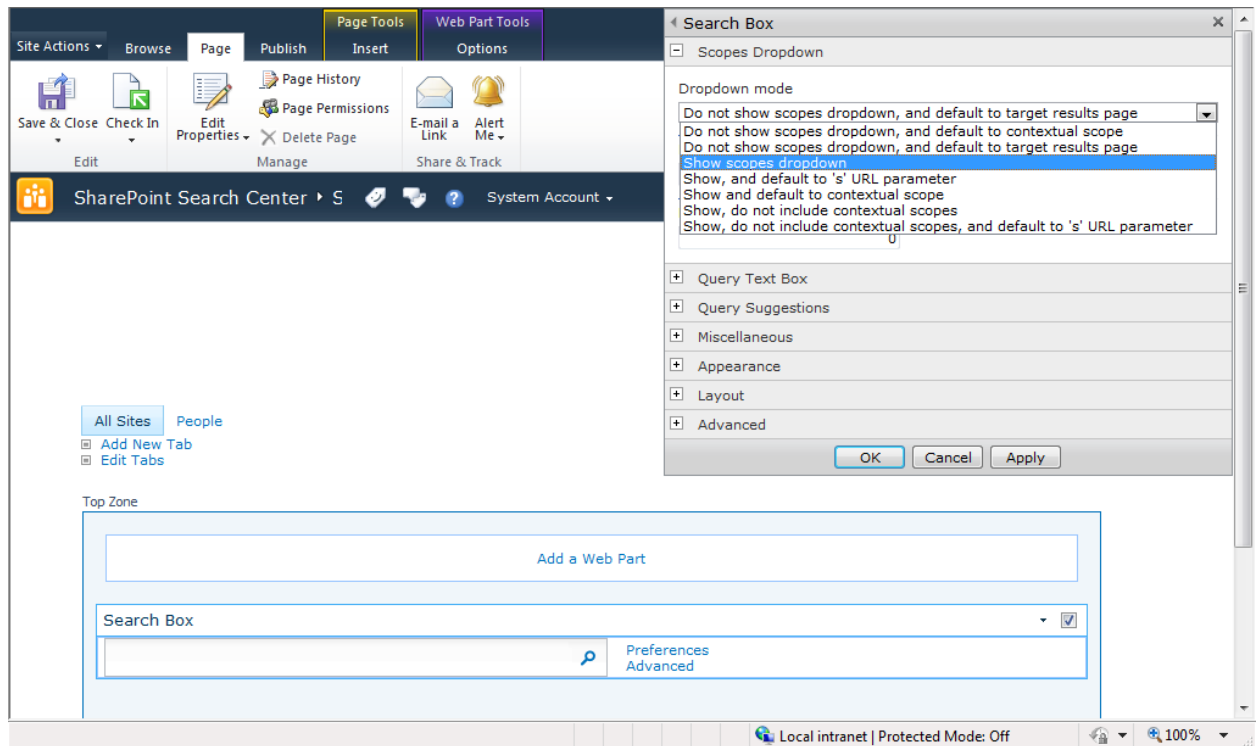 Page Tools
Web Part Tools
Site Actions
Browse
Page
Publish
Insert
Options
Save & Close
Check In
Edit
Properties
Page History
Page Permissions
Delete Page
E-mail a
Link
Alert
Me
Edit
Manage
Share & Track
SharePoint Search Center
S
System Account
Search Box
Scopes Dropdown
Dropdown mode
Do not show scopes dropdown, and default to target results page
Do not show scopes dropdown, and default to contextual scope
Do not show scopes dropdown, and default to target results page
Show scopes dropdown
Show, and default to 's' URL parameter
Show and default to contextual scope
Show, do not include contextual scopes
Show, do not include contextual scopes, and default to 's' URL parameter
0
Query Text Box
Query Suggestions
Miscellaneous
Appearance
Layout
Advanced
OK
Cancel
Apply
All Sites
People
Add New Tab
Edit Tabs
Top Zone
Add a Web Part
Search Box
Preferences
Advanced
Local intranet | Protected Mode: Off
100%